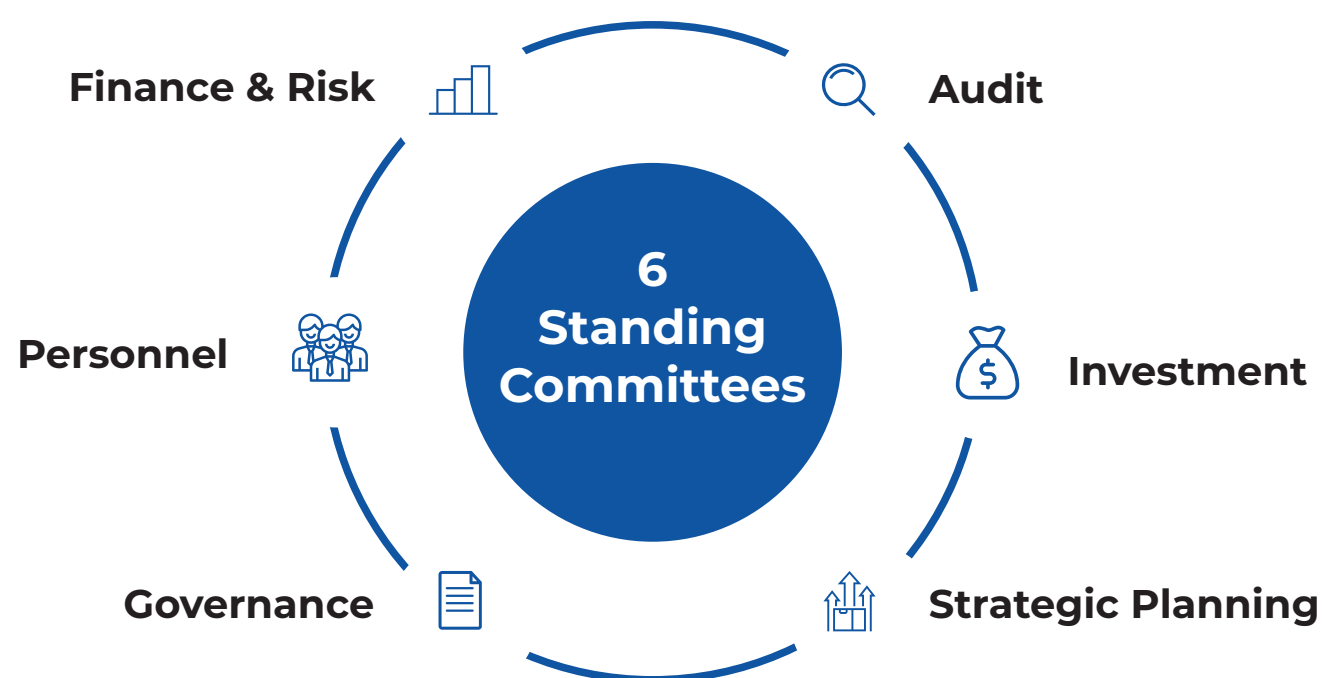 Finance & Risk
Audit
6
Standing
Committees
Personnel
$
Investment
Governance
Strategic Planning